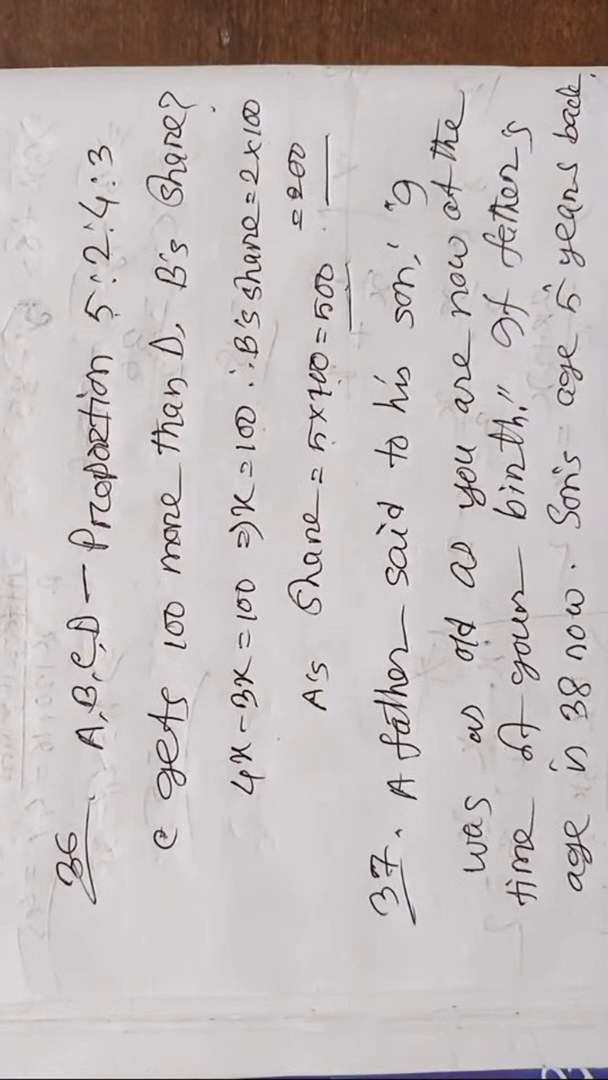 36. A,B,C,D - Proportion 5:2:4:3
C gets 100 more than D. B's share?
4x-3x=100 ⇒x=100 ∴B's share=2×100
=200
A's share=5×100=500
37. A father said to his son, "I
was as old as you are now at the
time of your birth." If father's
age is 38 now. Son's age 5 years back.